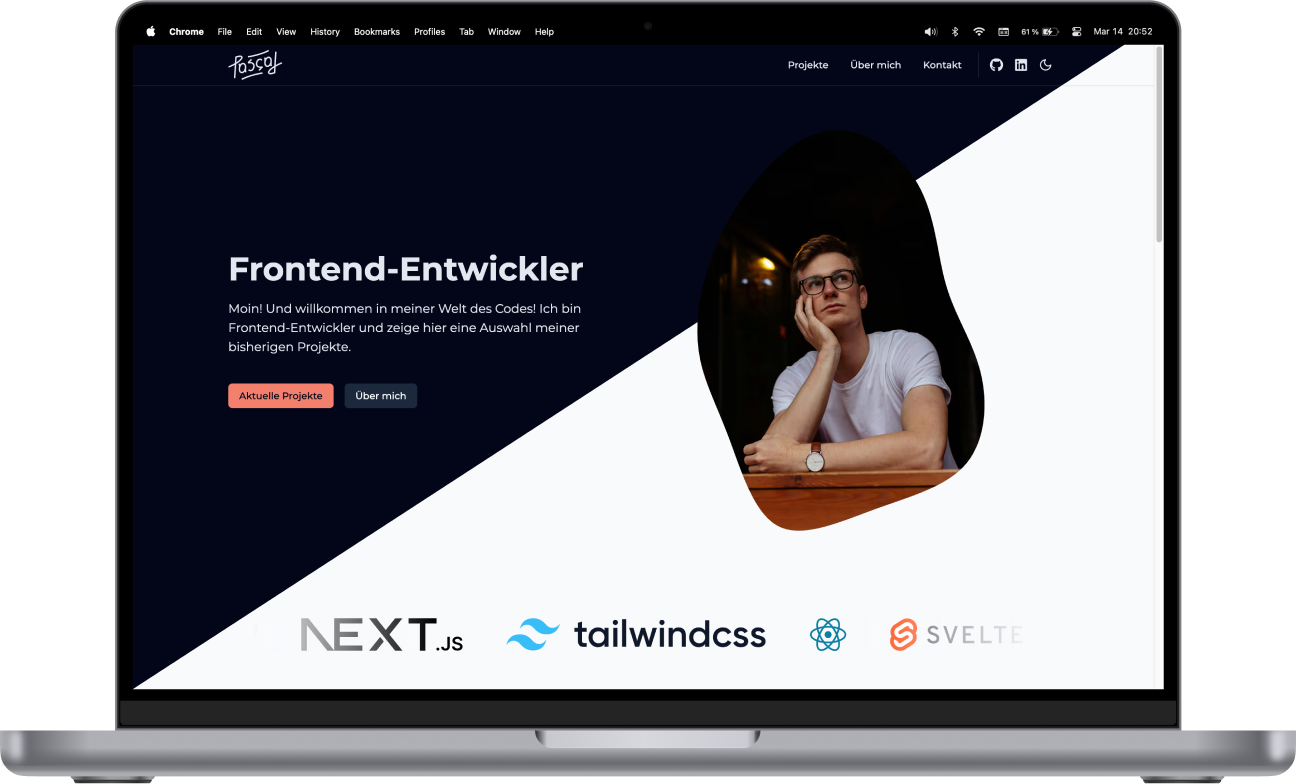 Chrome File Edit View History Bookmarks Profiles Tab Window Help 61 % Mar 14 20:52
Pascal Projekte Über mich Kontakt
Frontend-Entwickler
Moin! Und willkommen in meiner Welt des Codes! Ich bin
Frontend-Entwickler und zeige hier eine Auswahl meiner
bisherigen Projekte.
Aktuelle Projekte Über mich
NEXT.JS tailwindcss SVELTE